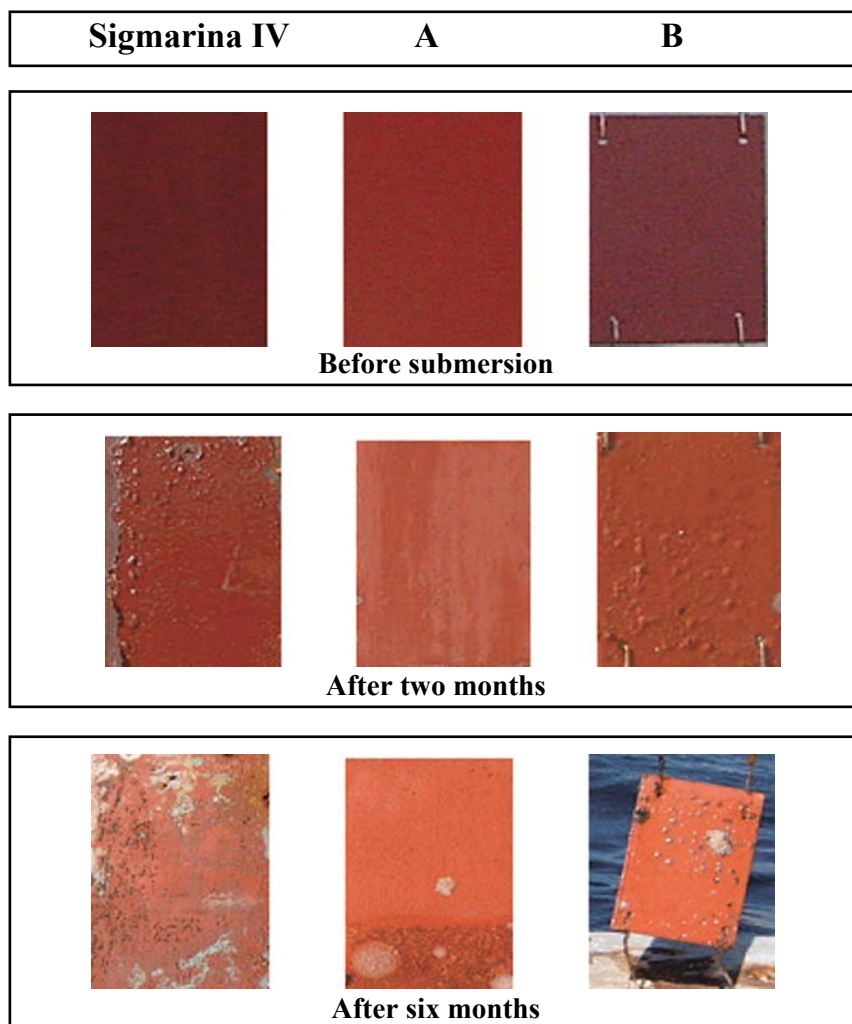 Sigmarina IV A B
Before submersion
After two months
After six months